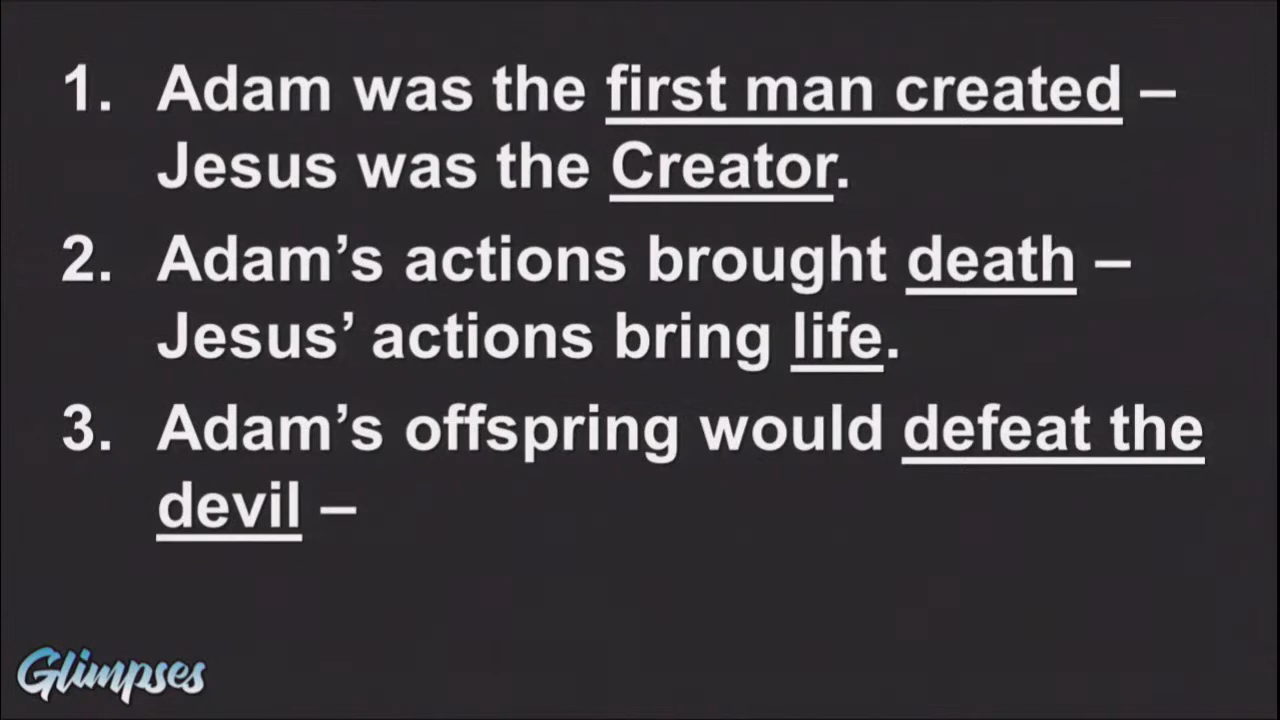 1. Adam was the first man created –
Jesus was the Creator.
2. Adam’s actions brought death –
Jesus’ actions bring life.
3. Adam’s offspring would defeat the
devil –
Glimpses